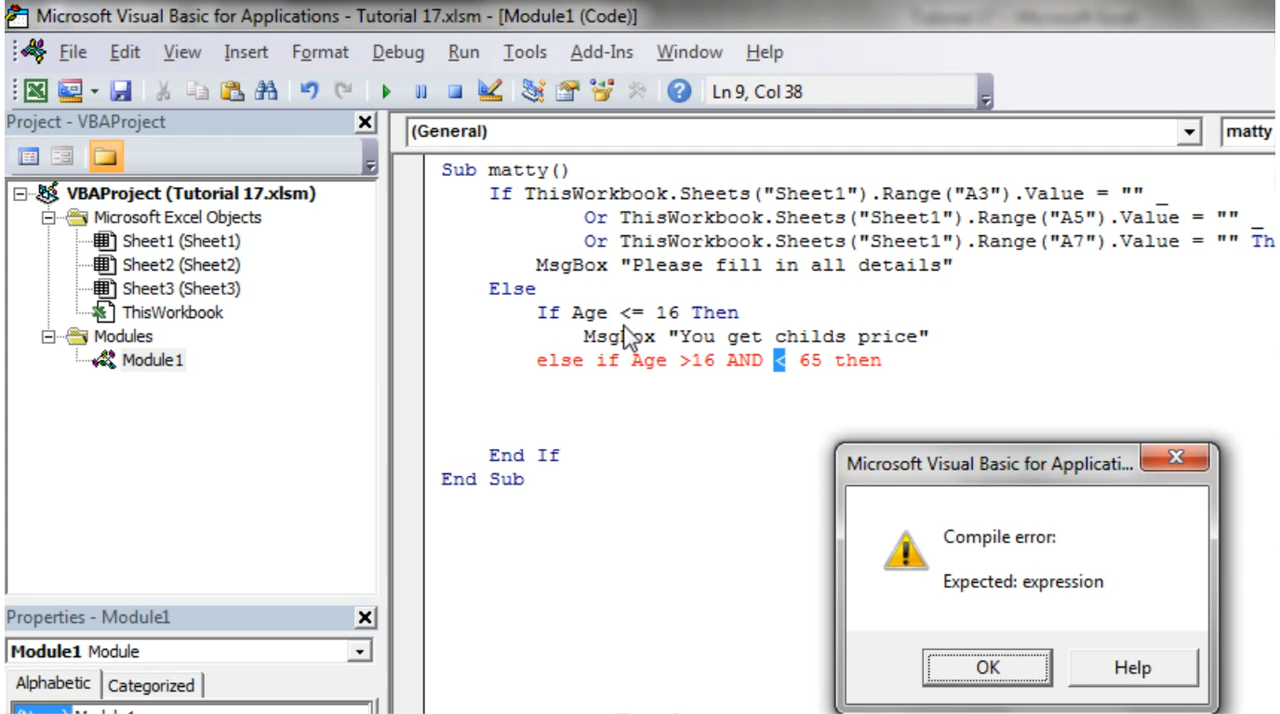 Microsoft Visual Basic for Applications - Tutorial 17.xlsm - [Module1 (Code)]
File Edit View Insert Format Debug Run Tools Add-Ins Window Help
Ln 9, Col 38
Project - VBAProject
(General)
matty
VBAProject (Tutorial 17.xlsm)
Microsoft Excel Objects
Sheet1 (Sheet1)
Sheet2 (Sheet2)
Sheet3 (Sheet3)
ThisWorkbook
Modules
Module1
Sub matty()
If ThisWorkbook.Sheets("Sheet1").Range("A3").Value = "" _
Or ThisWorkbook.Sheets("Sheet1").Range("A5").Value = "" _
Or ThisWorkbook.Sheets("Sheet1").Range("A7").Value = "" Th
MsgBox "Please fill in all details"
Else
If Age <= 16 Then
MsgBox "You get childs price"
else if Age >16 AND < 65 then
End If
End Sub
Microsoft Visual Basic for Applicati...
Compile error:
Expected: expression
OK
Help
Properties - Module1
Module1 Module
Alphabetic Categorized
(Name) Module1